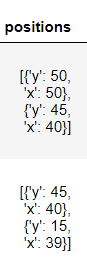 positions
[{'y': 50,
'x': 50},
{'y': 45,
'x': 40}]
[{'y': 45,
'x': 40},
{'y': 15,
'x': 39}]